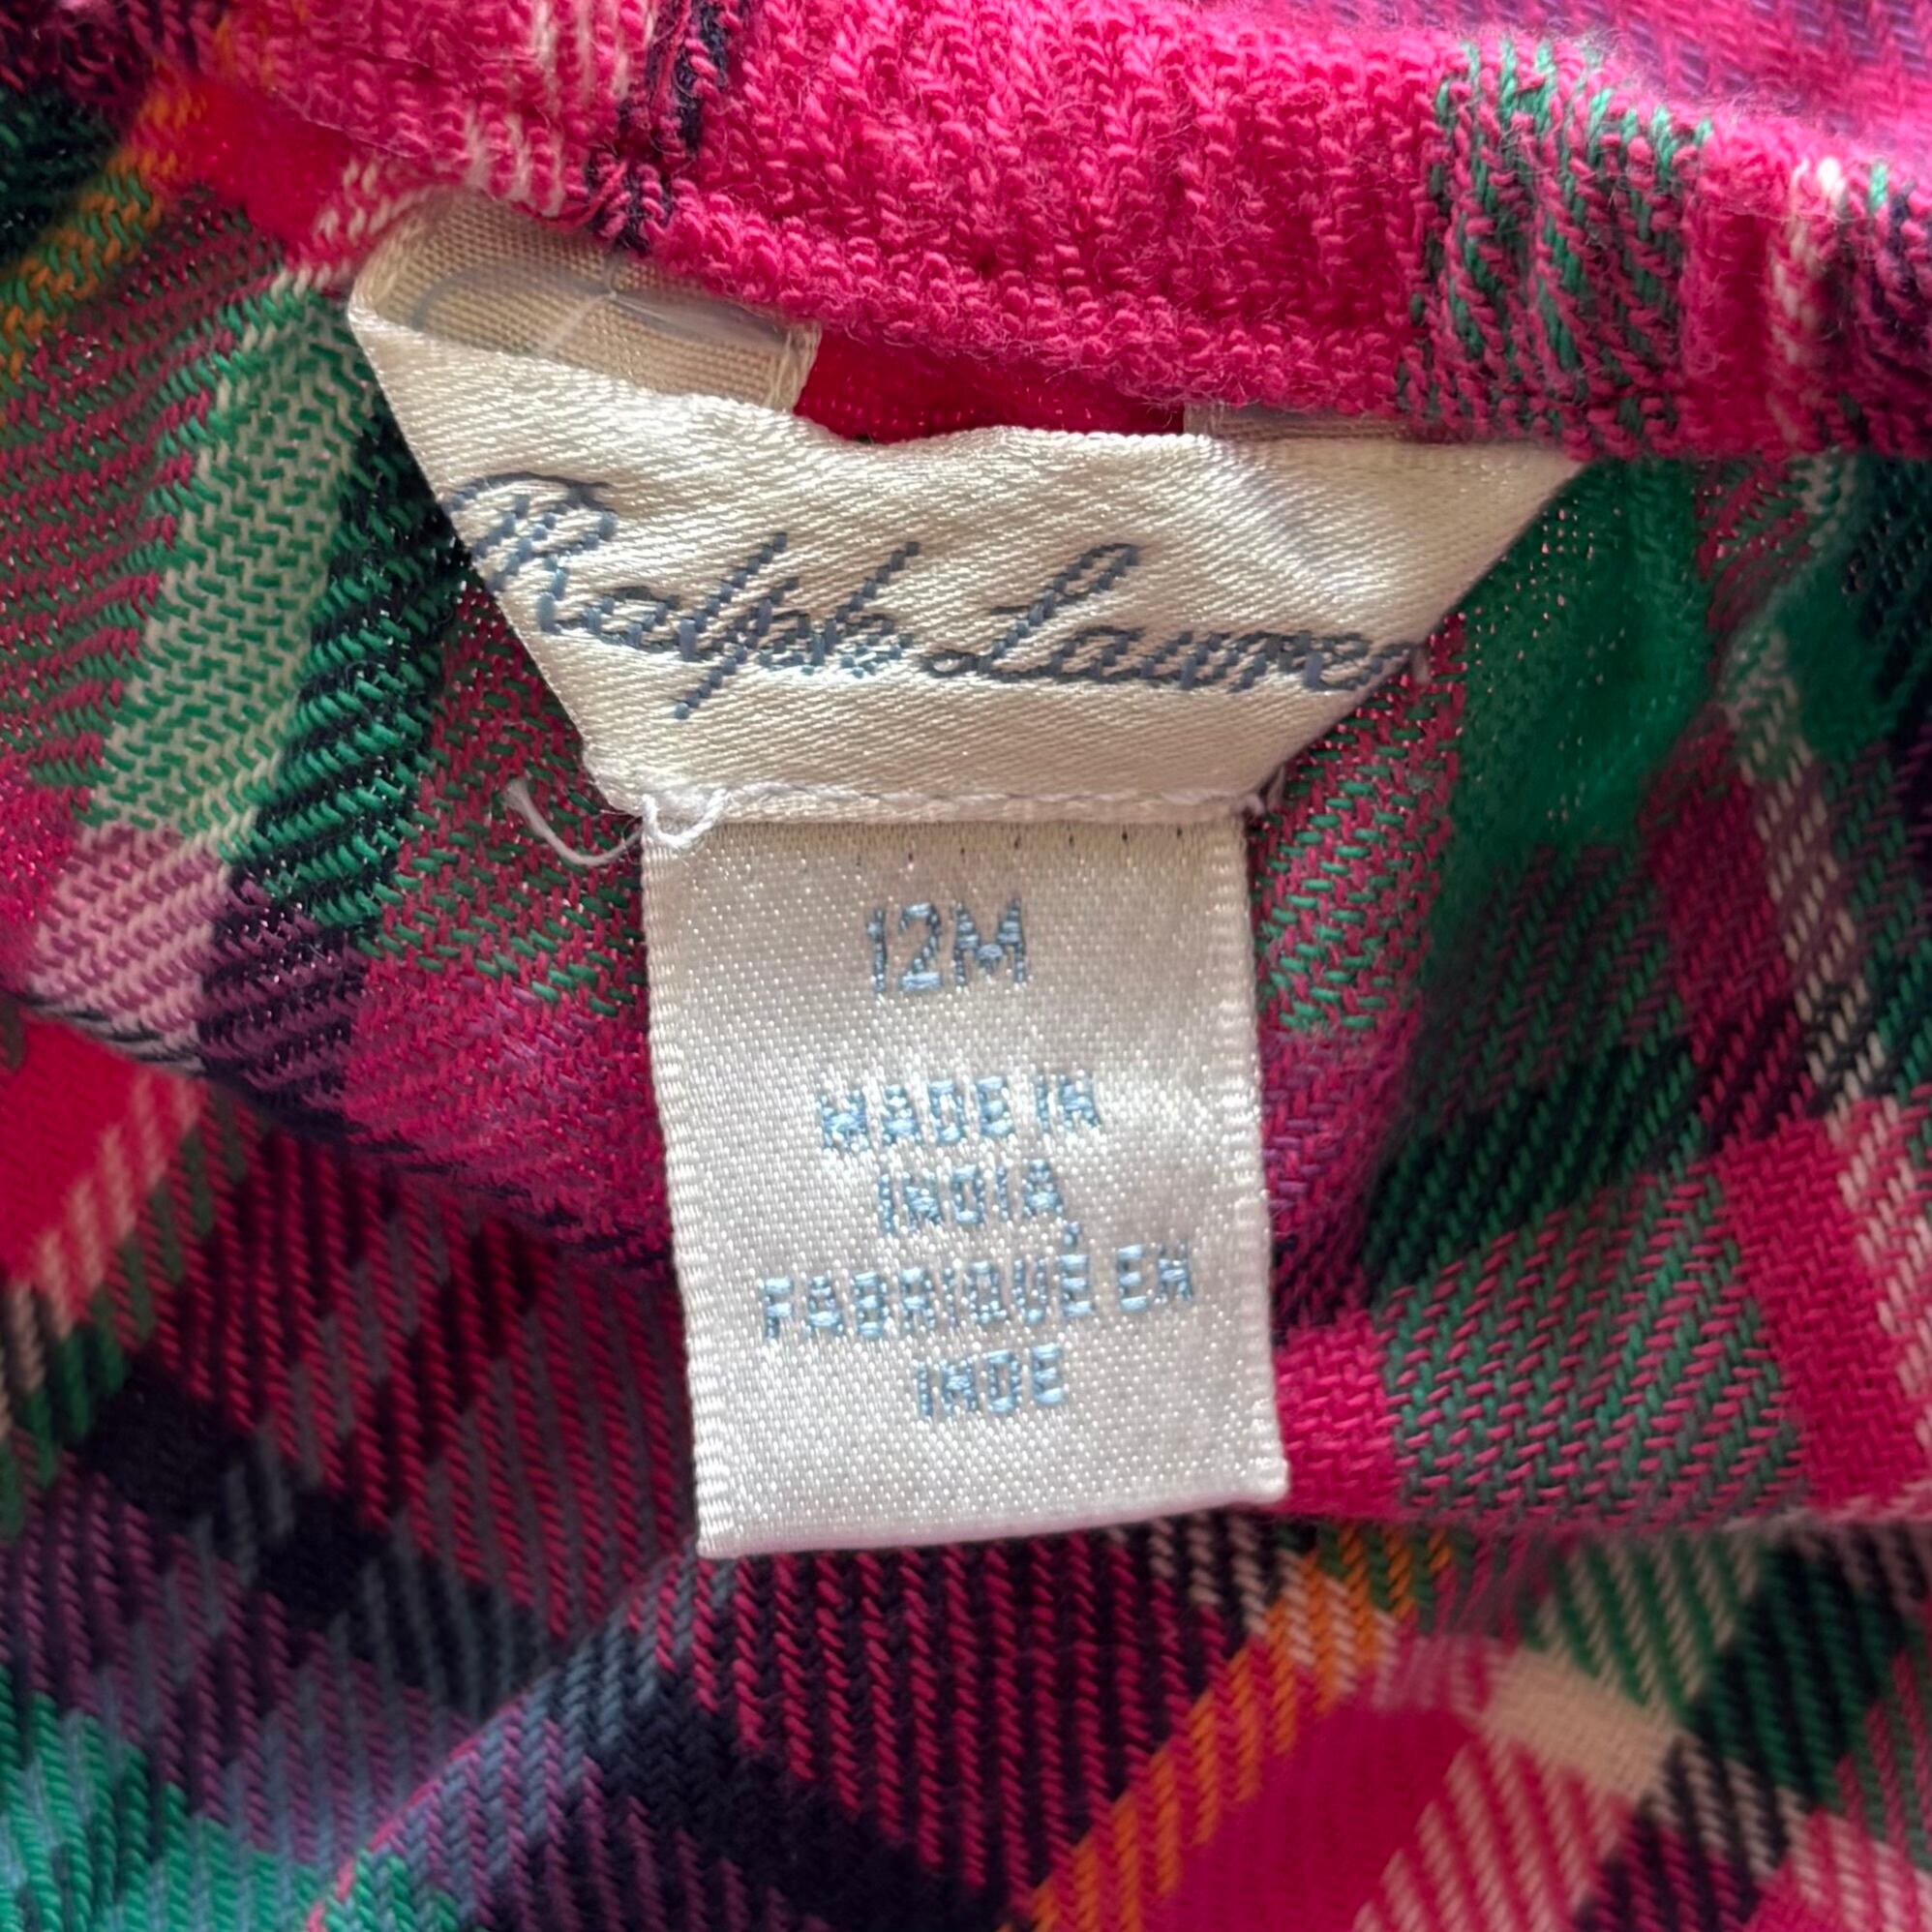 Ralph Lauren
12M
MADE IN
INDIA,
FABRIQUÉ EN
INDE